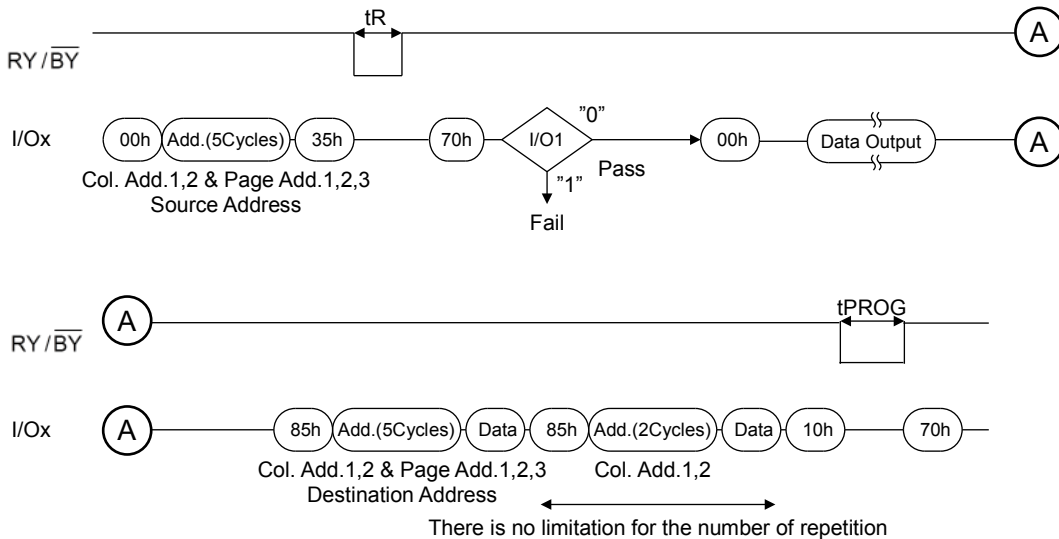 tR
RY/BY
A
I/Ox
00h Add.(5Cycles) 35h 70h I/O1 "0" Pass 00h Data Output A
"1"
Fail
Col. Add.1,2 & Page Add.1,2,3
Source Address
A
tPROG
RY/BY
I/Ox
A 85h Add.(5Cycles) Data 85h Add.(2Cycles) Data 10h 70h
Col. Add.1,2 & Page Add.1,2,3 Col. Add.1,2
Destination Address
There is no limitation for the number of repetition